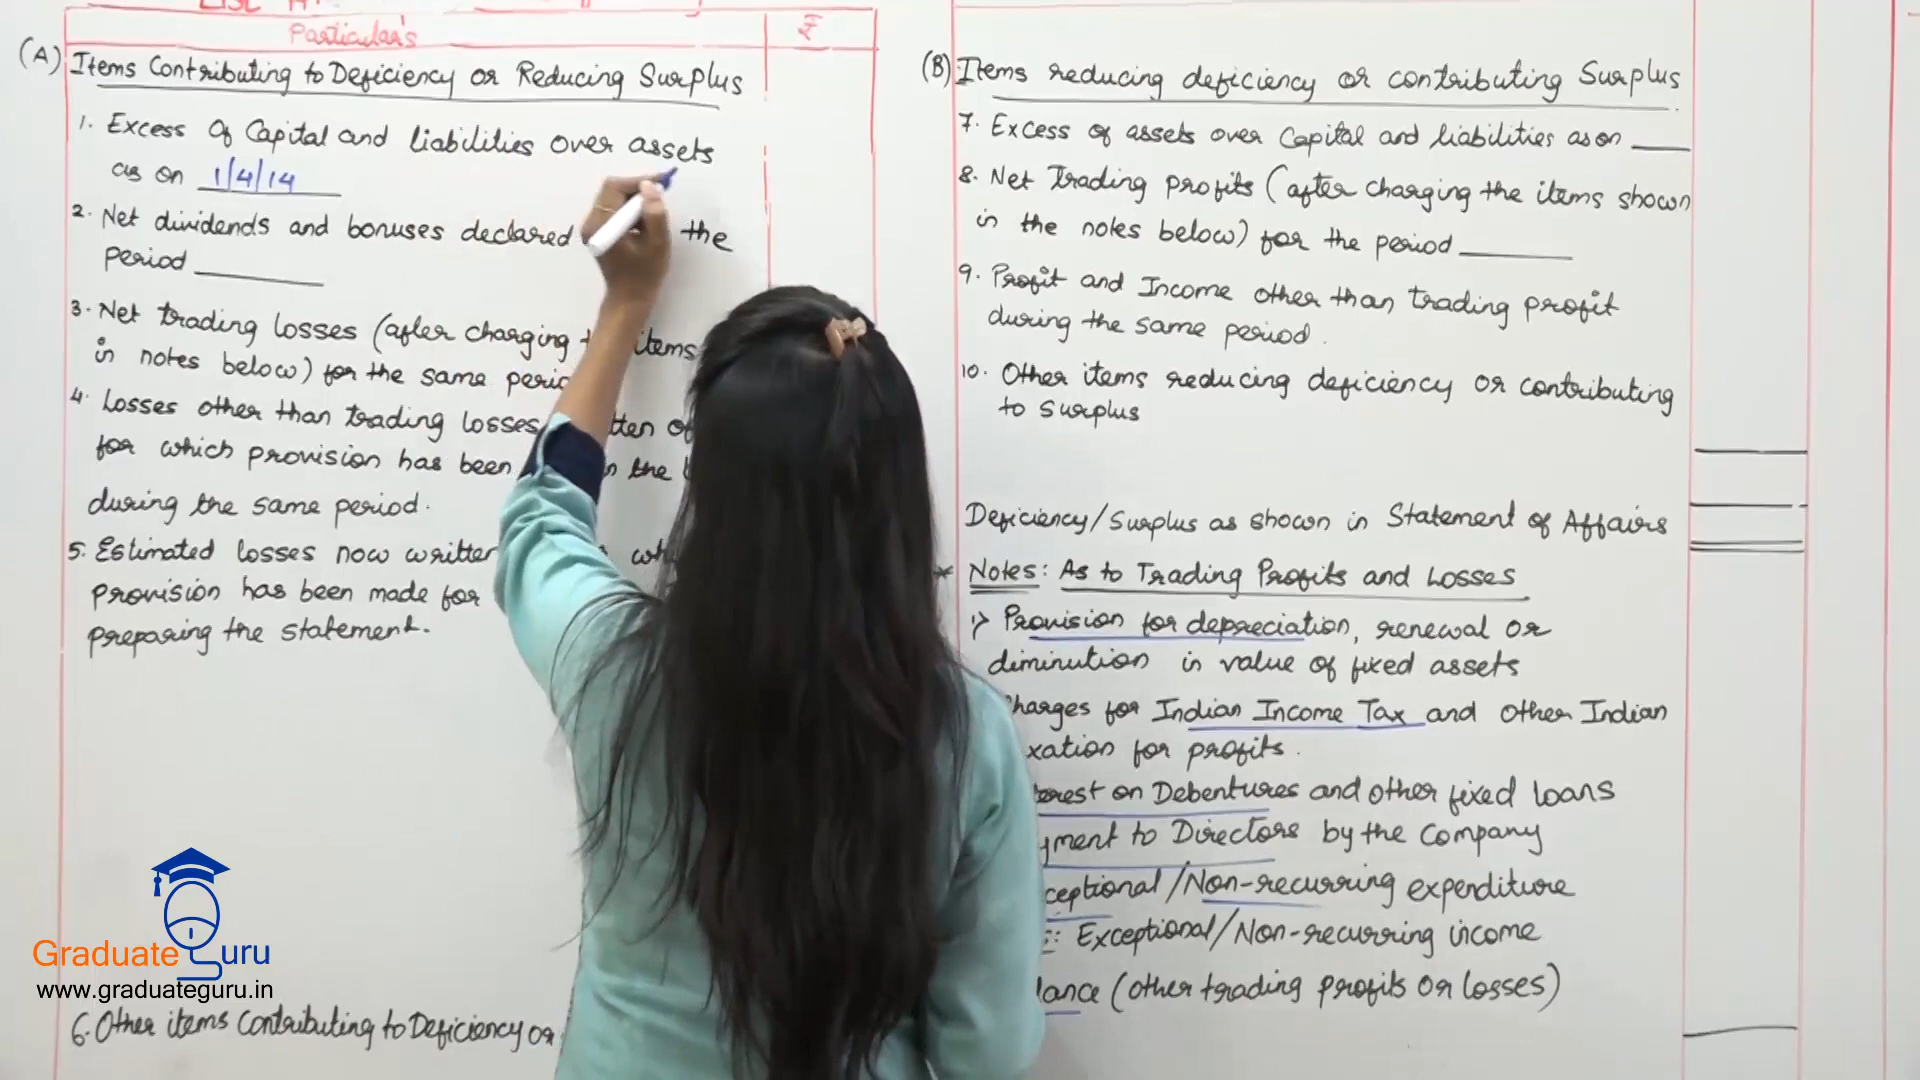 Particular's ₹
(A) Items Contributing to Deficiency or Reducing Surplus
1. Excess Of Capital and liabilities over assets
as on 1/4/14
2. Net dividends and bonuses declared the
Period
3. Net trading losses (after charging items
in notes below) for the same
4. Losses other than trading losses
for which provision has been the
during the same period.
5. Estimated losses now written
provision has been made for
preparing the statement.
6. Other items Contributing to Deficiency or
(B) Items reducing deficiency or contributing Surplus
7. Excess of assets over Capital and liabilities as on
8. Net Trading profits (after charging the items shown
in the notes below) for the period
9. Profit and Income other than trading profit
during the same period.
10. Other items reducing deficiency or contributing
to surplus
Deficiency/Surplus as shown in Statement of Affairs
* Notes: As to Trading Profits and Losses
1) Provision for depreciation, renewal or
diminution in value of fixed assets
for Indian Income Tax and other Indian
for profits.
on Debentures and other fixed loans
to Directors by the Company
/Non-recurring expenditure
Exceptional/Non-recurring income
(other trading profits or losses)
Graduate Guru
www.graduateguru.in